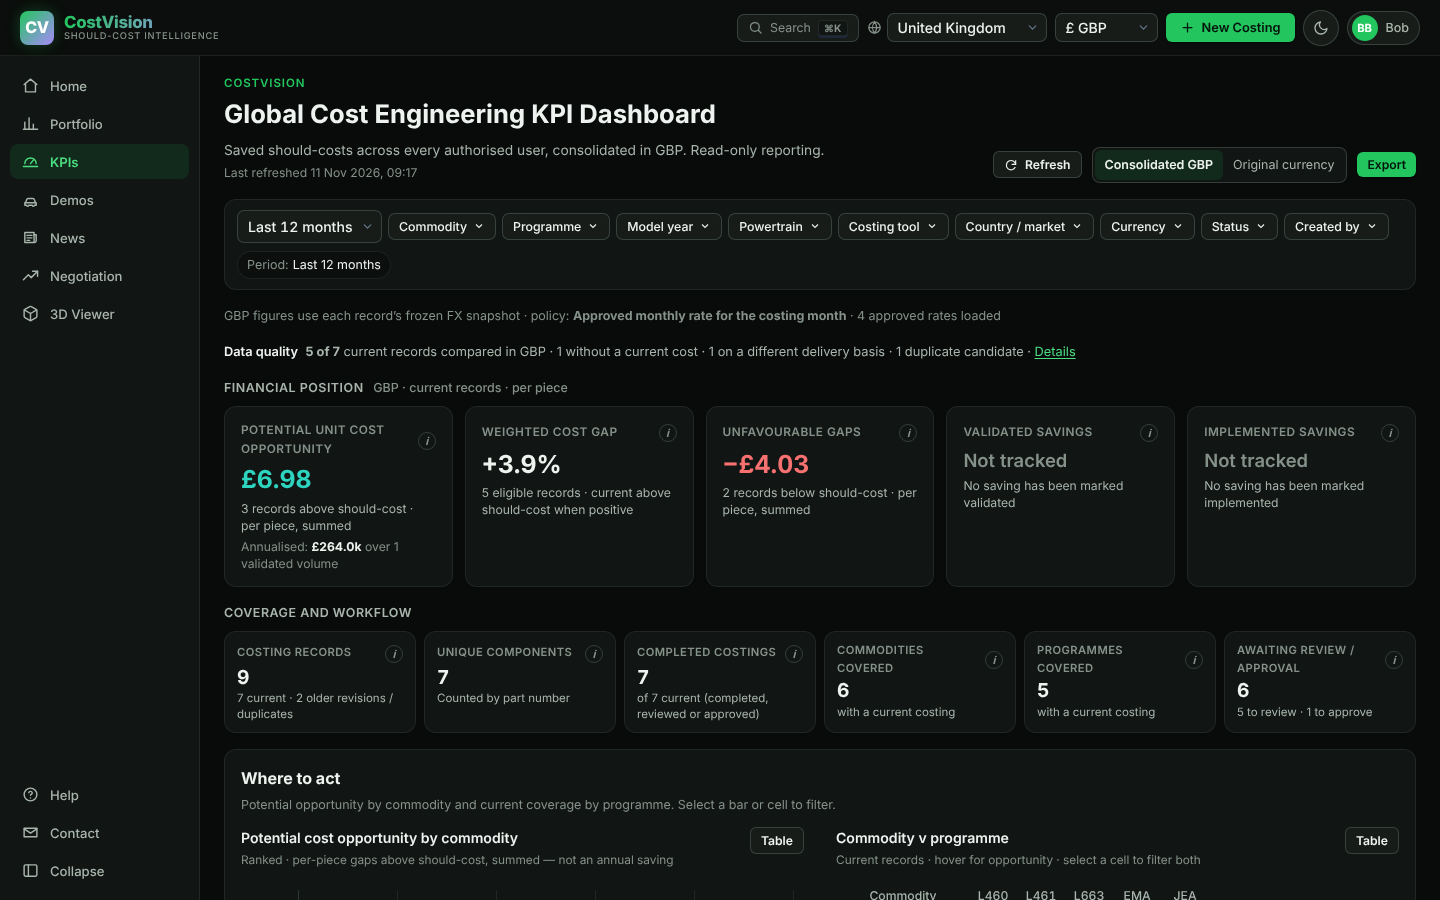 CV
CostVision
SHOULD-COST INTELLIGENCE
Search ⌘K
United Kingdom
£ GBP
+ New Costing
BB Bob
Home
Portfolio
KPIs
Demos
News
Negotiation
3D Viewer
Help
Contact
Collapse
COSTVISION
Global Cost Engineering KPI Dashboard
Saved should-costs across every authorised user, consolidated in GBP. Read-only reporting.
Last refreshed 11 Nov 2026, 09:17
Refresh
Consolidated GBP
Original currency
Export
Last 12 months
Commodity
Programme
Model year
Powertrain
Costing tool
Country / market
Currency
Status
Created by
Period: Last 12 months
GBP figures use each record's frozen FX snapshot · policy: Approved monthly rate for the costing month · 4 approved rates loaded
Data quality 5 of 7 current records compared in GBP · 1 without a current cost · 1 on a different delivery basis · 1 duplicate candidate · Details
FINANCIAL POSITION GBP · current records · per piece
POTENTIAL UNIT COST
OPPORTUNITY
i
£6.98
3 records above should-cost ·
per piece, summed
Annualised: £264.0k over 1
validated volume
WEIGHTED COST GAP
i
+3.9%
5 eligible records · current above
should-cost when positive
UNFAVOURABLE GAPS
i
−£4.03
2 records below should-cost · per
piece, summed
VALIDATED SAVINGS
i
Not tracked
No saving has been marked
validated
IMPLEMENTED SAVINGS
i
Not tracked
No saving has been marked
implemented
COVERAGE AND WORKFLOW
COSTING RECORDS
i
9
7 current · 2 older revisions /
duplicates
UNIQUE COMPONENTS
i
7
Counted by part number
COMPLETED COSTINGS
i
7
of 7 current (completed,
reviewed or approved)
COMMODITIES
COVERED
i
6
with a current costing
PROGRAMMES
COVERED
i
5
with a current costing
AWAITING REVIEW /
APPROVAL
i
6
5 to review · 1 to approve
Where to act
Potential opportunity by commodity and current coverage by programme. Select a bar or cell to filter.
Potential cost opportunity by commodity
Table
Ranked · per-piece gaps above should-cost, summed — not an annual saving
Commodity v programme
Table
Current records · hover for opportunity · select a cell to filter both
Commodity L460 L461 L663 EMA JEA